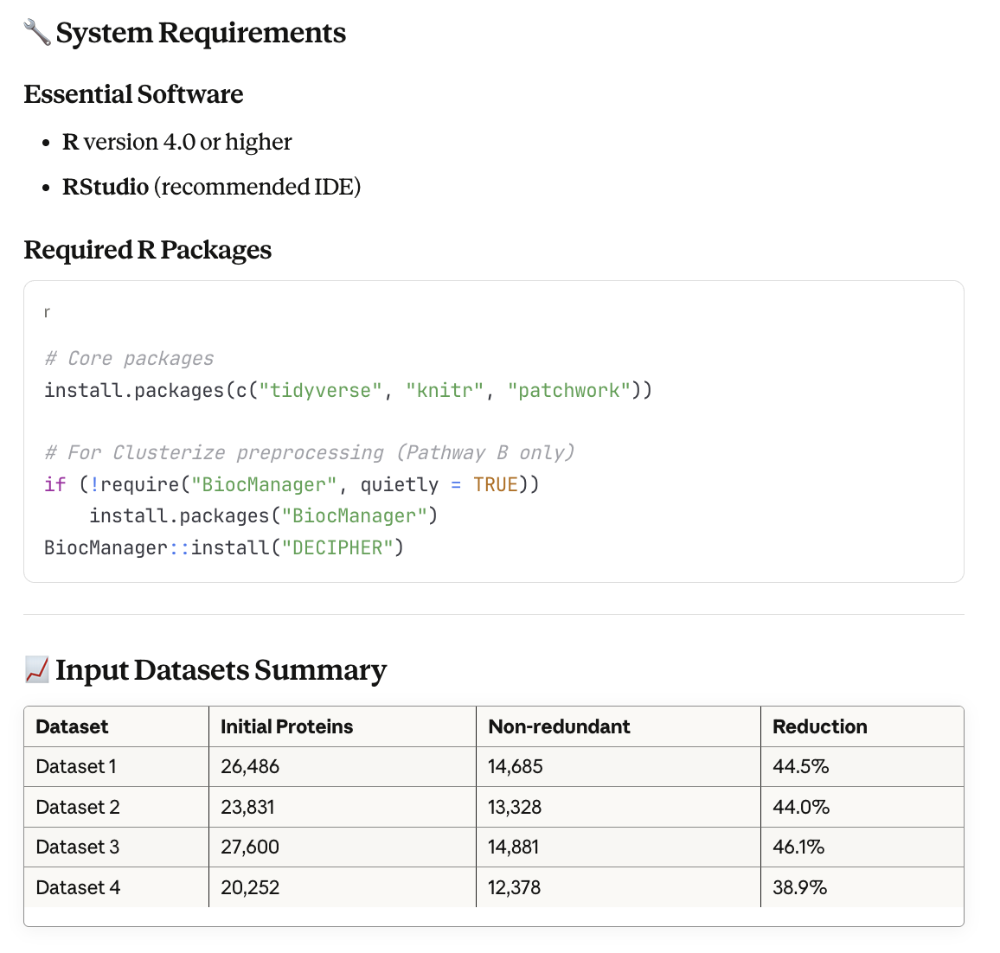 🔧 System Requirements
Essential Software
• R version 4.0 or higher
• RStudio (recommended IDE)
Required R Packages
r
# Core packages
install.packages(c("tidyverse", "knitr", "patchwork"))
# For Clusterize preprocessing (Pathway B only)
if (!require("BiocManager", quietly = TRUE))
    install.packages("BiocManager")
BiocManager::install("DECIPHER")
📈 Input Datasets Summary
Dataset Initial Proteins Non-redundant Reduction
Dataset 1 26,486 14,685 44.5%
Dataset 2 23,831 13,328 44.0%
Dataset 3 27,600 14,881 46.1%
Dataset 4 20,252 12,378 38.9%